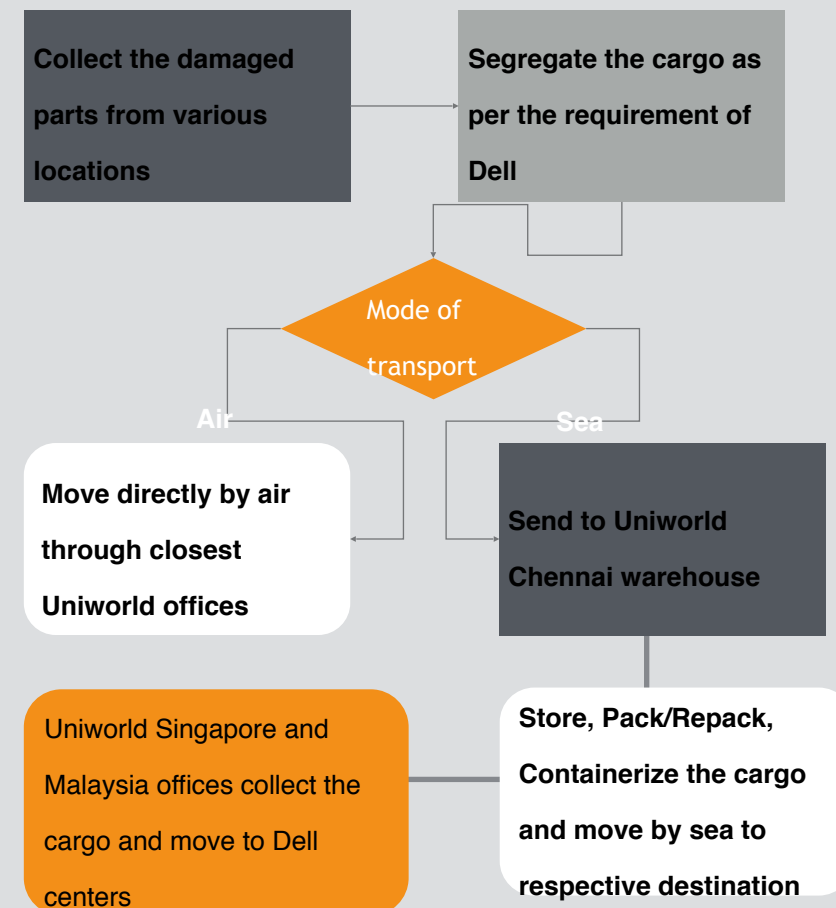 Collect the damaged
parts from various
locations
Segregate the cargo as
per the requirement of
Dell
Mode of
transport
Air
Sea
Move directly by air
through closest
Uniworld offices
Send to Uniworld
Chennai warehouse
Store, Pack/Repack,
Containerize the cargo
and move by sea to
respective destination
Uniworld Singapore and
Malaysia offices collect the
cargo and move to Dell
centers